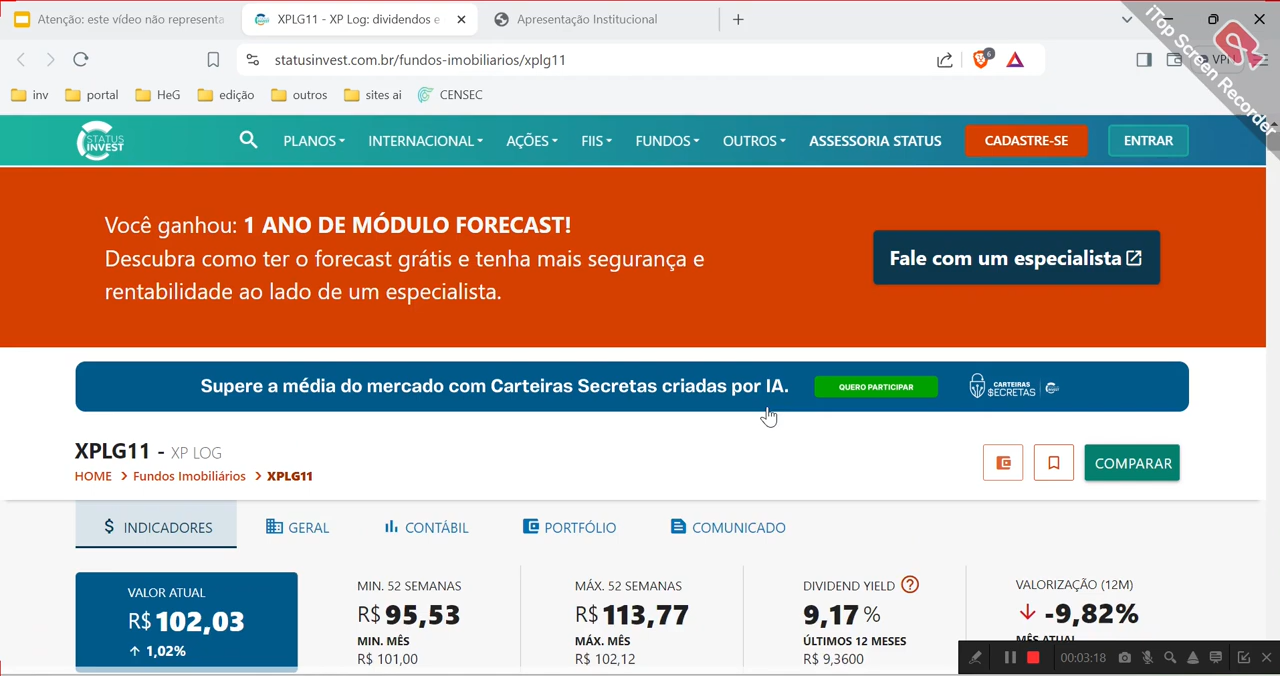 Atenção: este vídeo não representa
XPLG11 - XP Log: dividendos e
Apresentação Institucional
statusinvest.com.br/fundos-imobiliarios/xplg11
6
VPN
iTop Screen Recorder
inv
portal
HeG
edição
outros
sites ai
CENSEC
STATUS
INVEST
PLANOS
INTERNACIONAL
AÇÕES
FIIS
FUNDOS
OUTROS
ASSESSORIA STATUS
CADASTRE-SE
ENTRAR
Você ganhou: 1 ANO DE MÓDULO FORECAST!
Descubra como ter o forecast grátis e tenha mais segurança e
rentabilidade ao lado de um especialista.
Fale com um especialista
Supere a média do mercado com Carteiras Secretas criadas por IA.
QUERO PARTICIPAR
CARTEIRAS
$ECRETAS
XPLG11 - XP LOG
HOME > Fundos Imobiliários > XPLG11
COMPARAR
$ INDICADORES
GERAL
CONTÁBIL
PORTFÓLIO
COMUNICADO
VALOR ATUAL
R$ 102,03
↑ 1,02%
MIN. 52 SEMANAS
R$ 95,53
MIN. MÊS
R$ 101,00
MÁX. 52 SEMANAS
R$ 113,77
MÁX. MÊS
R$ 102,12
DIVIDEND YIELD ?
9,17 %
ÚLTIMOS 12 MESES
R$ 9,3600
VALORIZAÇÃO (12M)
↓ -9,82%
MÊS ATUAL
00:03:18